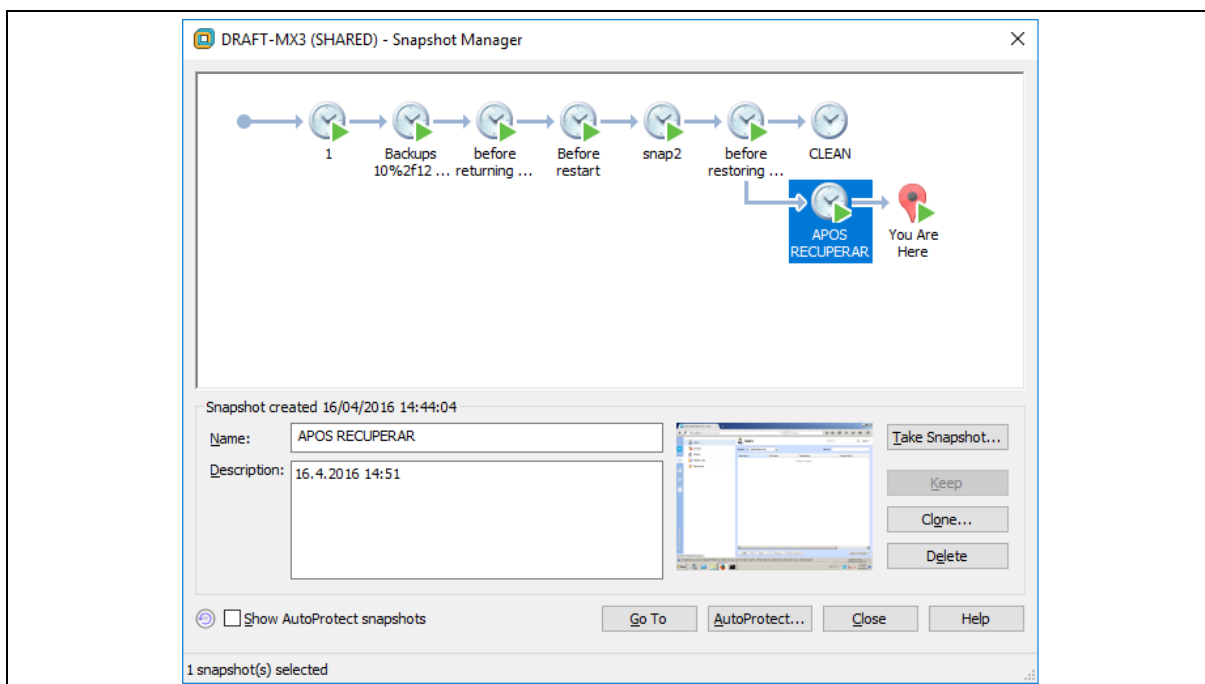 DRAFT-MX3 (SHARED) - Snapshot Manager
1
Backups
10%2f12 ...
before
returning ...
Before
restart
snap2
before
restoring ...
CLEAN
APOS
RECUPERAR
You Are
Here
Snapshot created 16/04/2016 14:44:04
Name:
APOS RECUPERAR
Take Snapshot...
Description:
16.4.2016 14:51
Keep
Clone...
Delete
Show AutoProtect snapshots
Go To
AutoProtect...
Close
Help
1 snapshot(s) selected